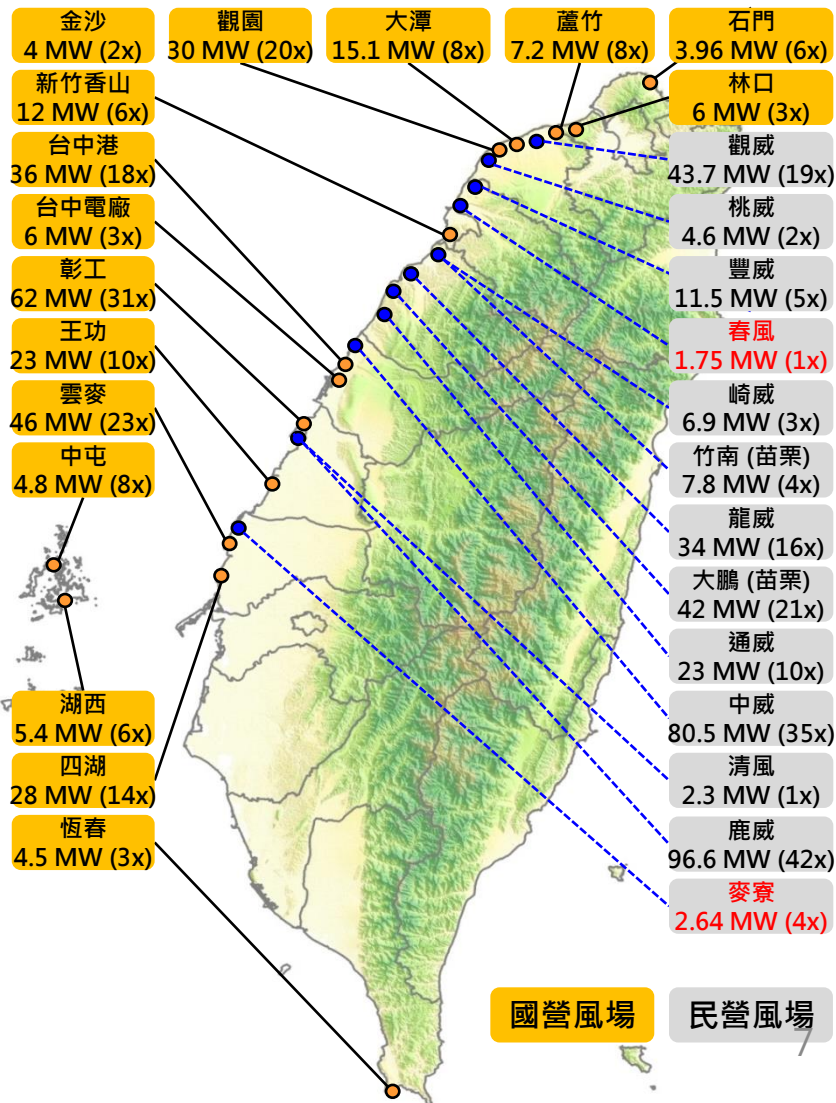 金沙
4 MW (2x)
觀園
30 MW (20x)
大潭
15.1 MW (8x)
蘆竹
7.2 MW (8x)
石門
3.96 MW (6x)
新竹香山
12 MW (6x)
台中港
36 MW (18x)
台中電廠
6 MW (3x)
彰工
62 MW (31x)
王功
23 MW (10x)
雲麥
46 MW (23x)
中屯
4.8 MW (8x)
湖西
5.4 MW (6x)
四湖
28 MW (14x)
恆春
4.5 MW (3x)
林口
6 MW (3x)
觀威
43.7 MW (19x)
桃威
4.6 MW (2x)
豐威
11.5 MW (5x)
春風
1.75 MW (1x)
崎威
6.9 MW (3x)
竹南 (苗栗)
7.8 MW (4x)
龍威
34 MW (16x)
大鵬 (苗栗)
42 MW (21x)
通威
23 MW (10x)
中威
80.5 MW (35x)
清風
2.3 MW (1x)
鹿威
96.6 MW (42x)
麥寮
2.64 MW (4x)
國營風場
民營風場
7